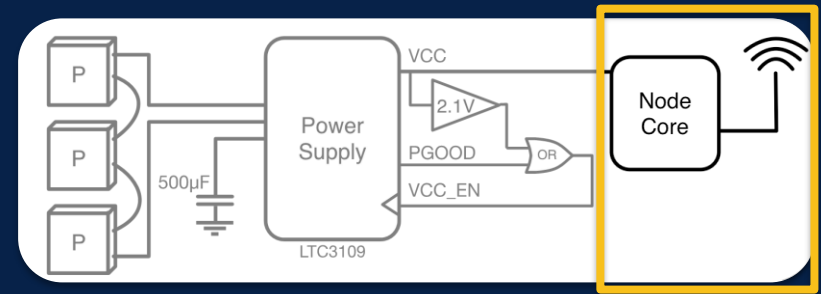 P
P
P
500µF
Power
Supply
LTC3109
VCC
2.1V
PGOOD
OR
VCC_EN
Node
Core